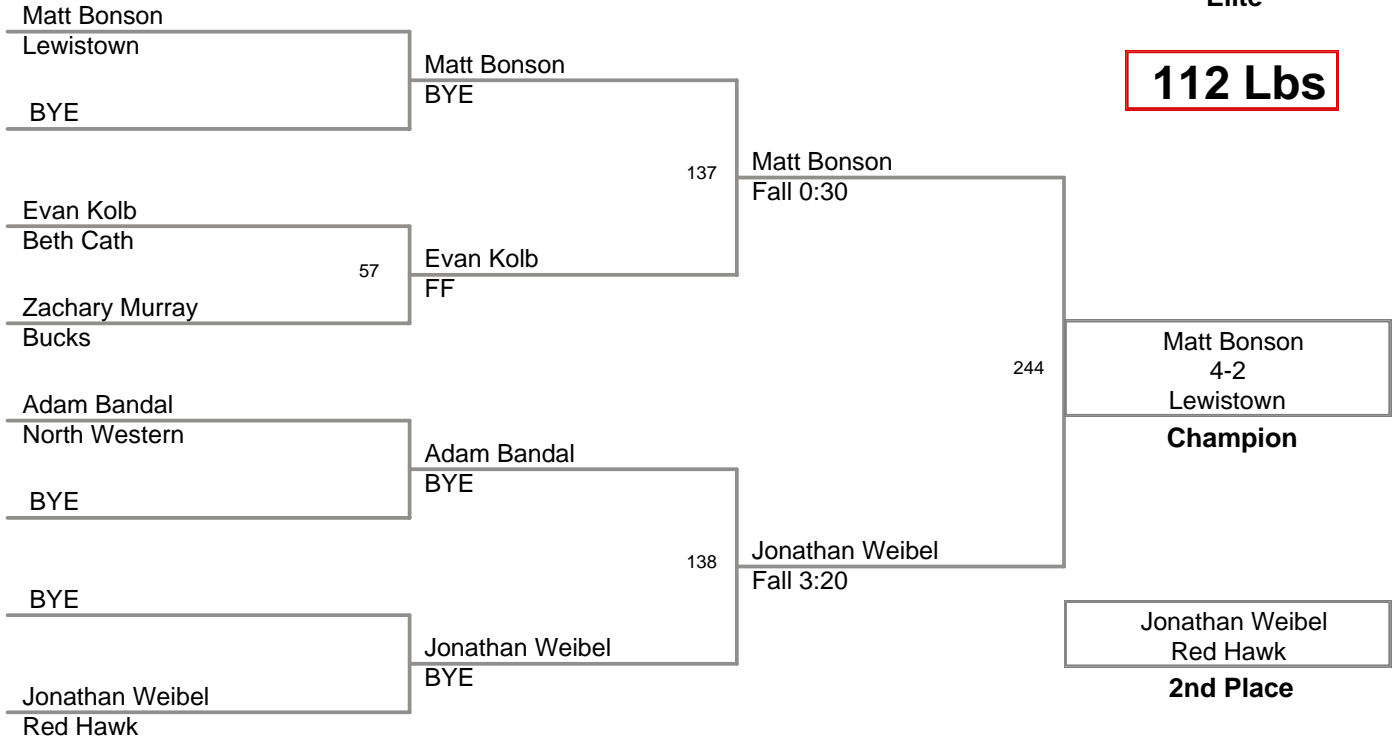 Elite
112 Lbs
Matt Bonson
Lewistown
BYE
Evan Kolb
Beth Cath
57
Zachary Murray
Bucks
Adam Bandal
North Western
BYE
BYE
Jonathan Weibel
Red Hawk
Matt Bonson
BYE
137
Evan Kolb
FF
Adam Bandal
BYE
138
Jonathan Weibel
BYE
Matt Bonson
Fall 0:30
244
Jonathan Weibel
Fall 3:20
Matt Bonson
4-2
Lewistown
Champion
Jonathan Weibel
Red Hawk
2nd Place